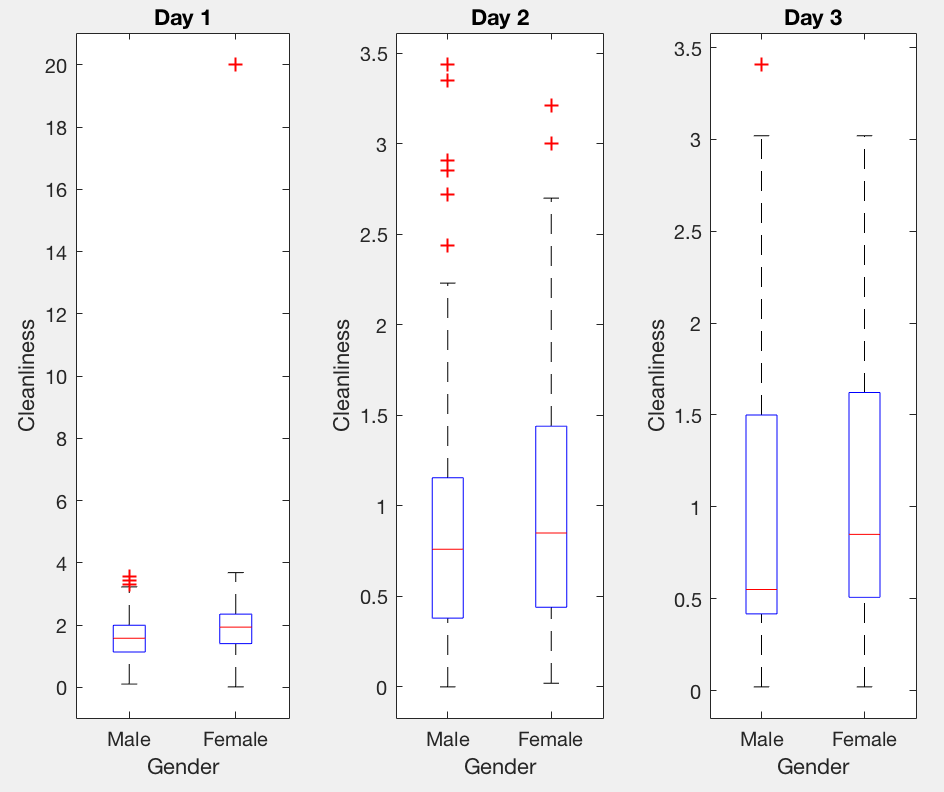 Day 1
20
18
16
14
12
10
8
6
4
2
0
Cleanliness
Male Female
Gender
Day 2
3.5
3
2.5
2
1.5
1
0.5
0
Cleanliness
Male Female
Gender
Day 3
3.5
3
2.5
2
1.5
1
0.5
0
Cleanliness
Male Female
Gender